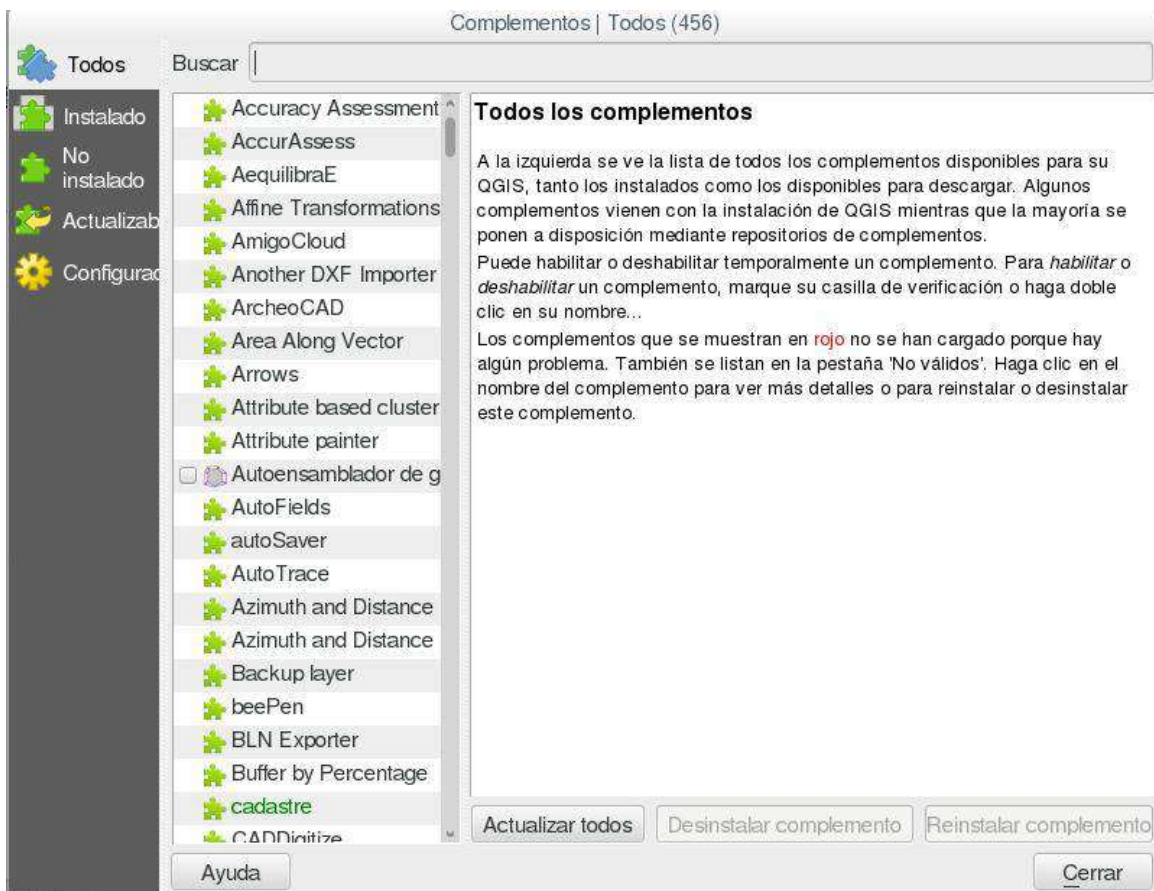 Complementos | Todos (456)
Todos
Instalado
No
instalado
Actualizab
Configurac
Buscar
Accuracy Assessment
AccurAssess
AequilibraE
Affine Transformations
AmigoCloud
Another DXF Importer
ArcheoCAD
Area Along Vector
Arrows
Attribute based cluster
Attribute painter
Autoensamblador de g
AutoFields
autoSaver
AutoTrace
Azimuth and Distance
Azimuth and Distance
Backup layer
beePen
BLN Exporter
Buffer by Percentage
cadastre
CADDigitize
Todos los complementos
A la izquierda se ve la lista de todos los complementos disponibles para su
QGIS, tanto los instalados como los disponibles para descargar. Algunos
complementos vienen con la instalación de QGIS mientras que la mayoría se
ponen a disposición mediante repositorios de complementos.
Puede habilitar o deshabilitar temporalmente un complemento. Para habilitar o
deshabilitar un complemento, marque su casilla de verificación o haga doble
clic en su nombre...
Los complementos que se muestran en rojo no se han cargado porque hay
algún problema. También se listan en la pestaña 'No válidos'. Haga clic en el
nombre del complemento para ver más detalles o para reinstalar o desinstalar
este complemento.
Actualizar todos
Desinstalar complemento
Reinstalar complemento
Ayuda
Cerrar